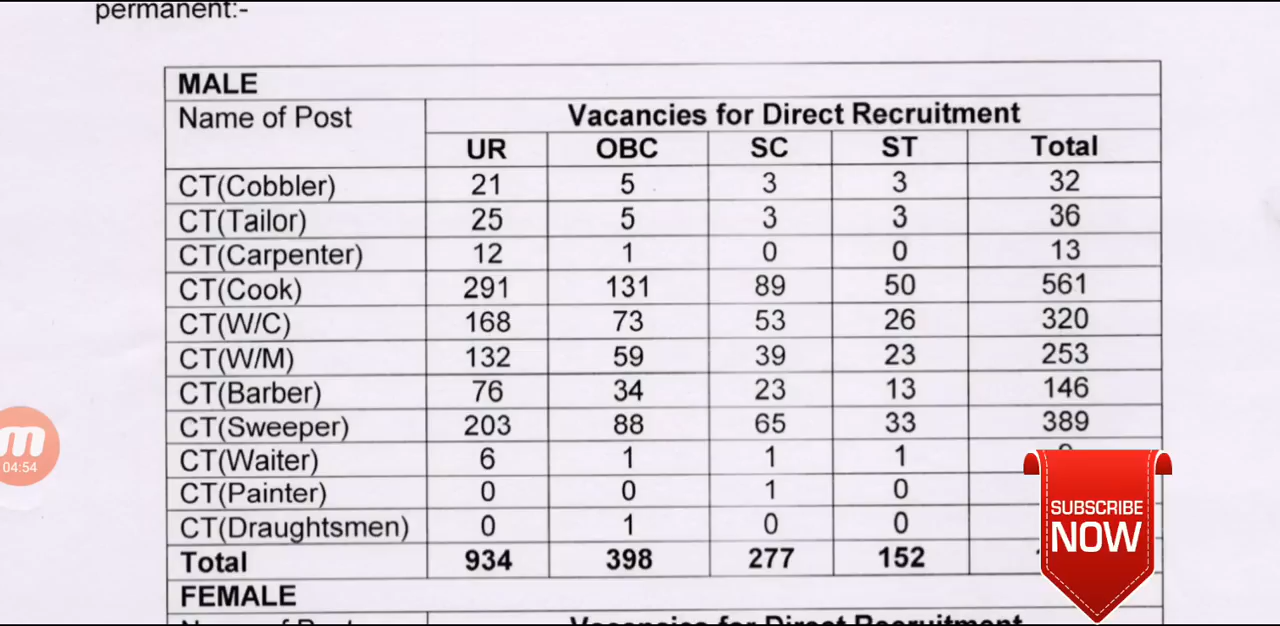 permanent:-
MALE
Name of Post Vacancies for Direct Recruitment
UR OBC SC ST Total
CT(Cobbler) 21 5 3 3 32
CT(Tailor) 25 5 3 3 36
CT(Carpenter) 12 1 0 0 13
CT(Cook) 291 131 89 50 561
CT(W/C) 168 73 53 26 320
CT(W/M) 132 59 39 23 253
CT(Barber) 76 34 23 13 146
CT(Sweeper) 203 88 65 33 389
CT(Waiter) 6 1 1 1
CT(Painter) 0 0 1 0
CT(Draughtsmen) 0 1 0 0
Total 934 398 277 152
FEMALE
Name of Post Vacancies for Direct Recruitment
04:54
SUBSCRIBE
NOW